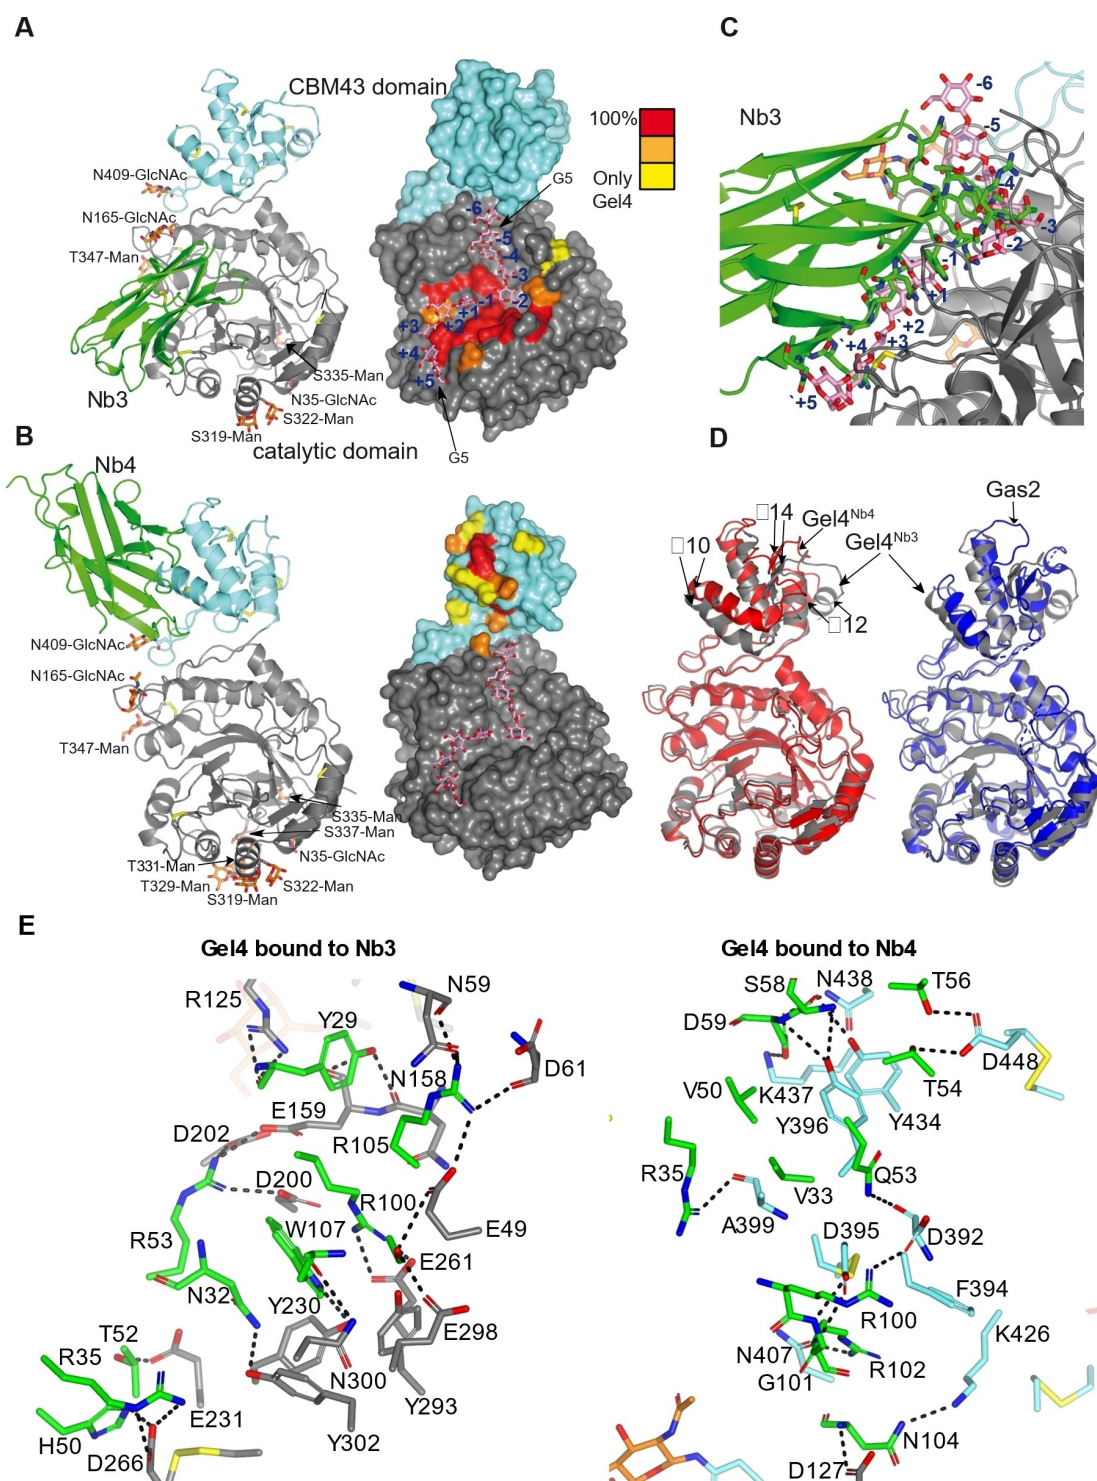 A
CBM43 domain
N409-GlcNAc
N165-GlcNAc
T347-Man
Nb3
S335-Man
N35-GlcNAc
S322-Man
S319-Man
catalytic domain
100%
Only
Gel4
G5
-6
-5
-4
-3
-2
-1
+1
+2
+3
+4
+5
G5
C
Nb3
-6
-5
-4
-3
-2
-1
+1
+2
+3
+4
+5
B
Nb4
N409-GlcNAc
N165-GlcNAc
T347-Man
S335-Man
S337-Man
N35-GlcNAc
T331-Man
T329-Man
S322-Man
S319-Man
D
□14
Gel4Nb4
□10
Gel4Nb3
□12
Gas2
E
Gel4 bound to Nb3
R125
N59
Y29
N158
D61
E159
D202
R105
D200
R100
E49
R53
W107
E261
N32
Y230
E298
T52
R35
N300
Y293
E231
H50
Y302
D266
Gel4 bound to Nb4
S58
N438
T56
D59
D448
V50
K437
T54
Y396
Y434
R35
Q53
V33
A399
D395
D392
F394
R100
K426
N407
R102
G101
N104
D127